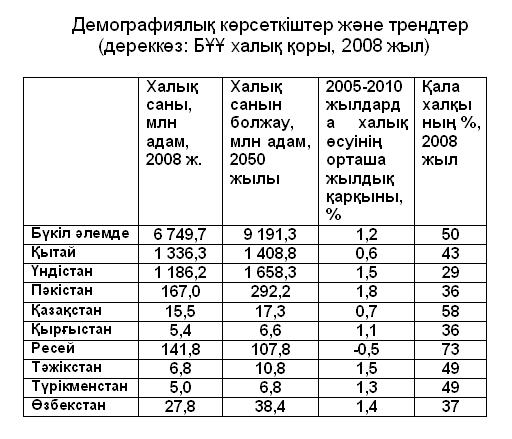 Демографиялық көрсеткіштер және трендтер
(дереккөз: БҰҰ халық қоры, 2008 жыл)
Халық саны, млн адам, 2008 ж. | Халық санын болжау, млн адам, 2050 жылы | 2005-2010 жылдарда халық өсуінің орташа жылдық қарқыны, % | Қала халқының %, 2008 жыл
Бүкіл әлемде 6 749,7 9 191,3 1,2 50
Қытай 1 336,3 1 408,8 0,6 43
Үндістан 1 186,2 1 658,3 1,5 29
Пәкістан 167,0 292,2 1,8 36
Қазақстан 15,5 17,3 0,7 58
Қырғыстан 5,4 6,6 1,1 36
Ресей 141,8 107,8 -0,5 73
Тәжікстан 6,8 10,8 1,5 49
Түрікменстан 5,0 6,8 1,3 49
Өзбекстан 27,8 38,4 1,4 37